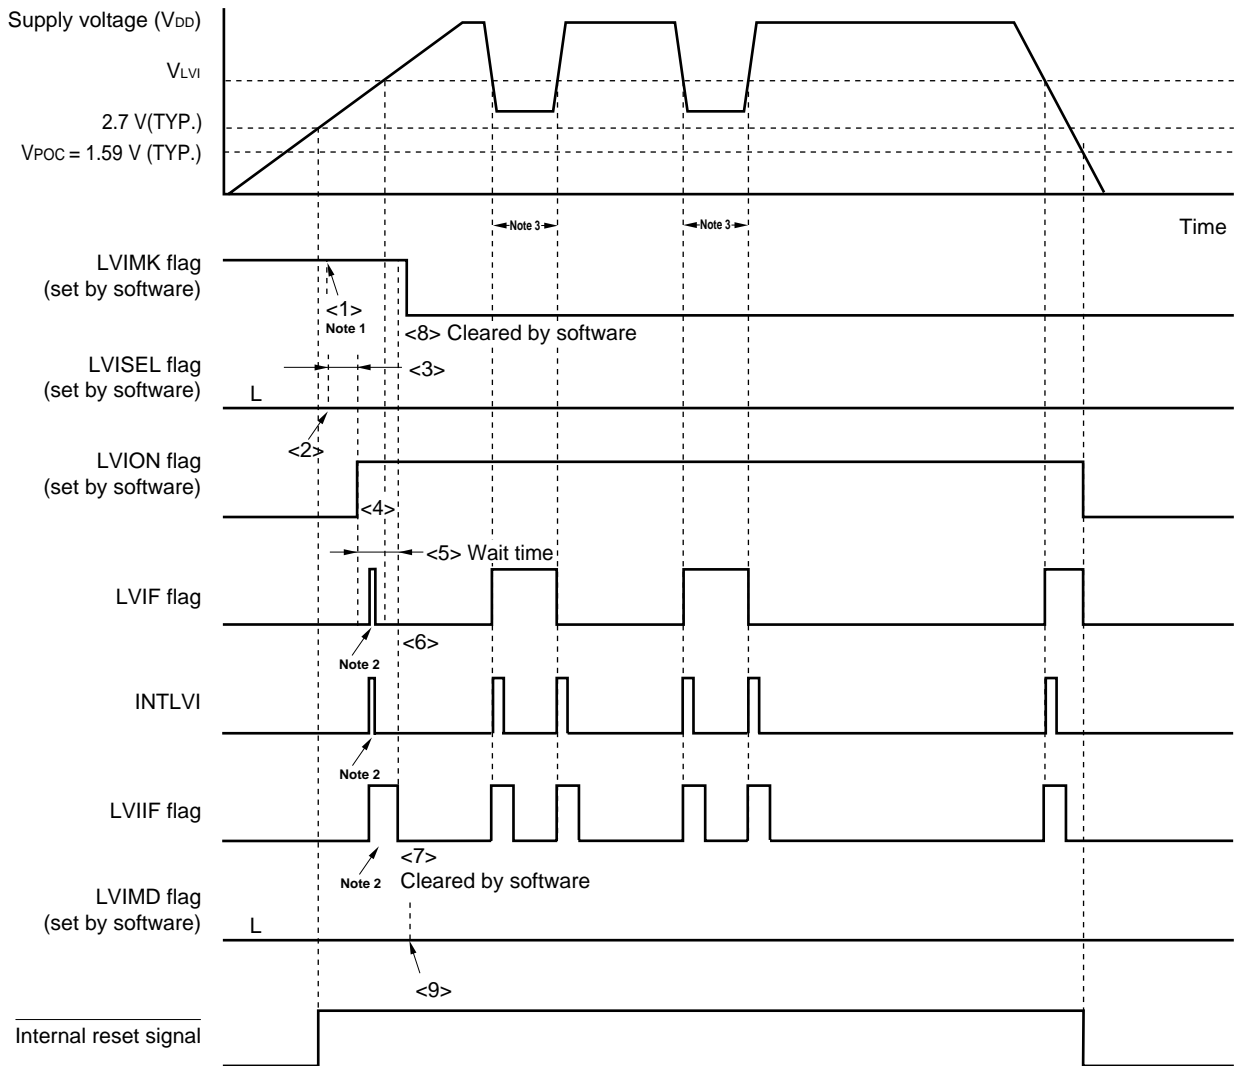 Supply voltage (VDD)
VLVI
2.7 V(TYP.)
VPOC = 1.59 V (TYP.)
Note 3
Note 3
Time
LVIMK flag
(set by software)
<1>
Note 1
<8> Cleared by software
LVISEL flag
(set by software)
L
<3>
<2>
LVION flag
(set by software)
<4>
<5> Wait time
LVIF flag
<6>
Note 2
INTLVI
Note 2
LVIIF flag
<7>
Note 2
Cleared by software
LVIMD flag
(set by software)
L
<9>
Internal reset signal